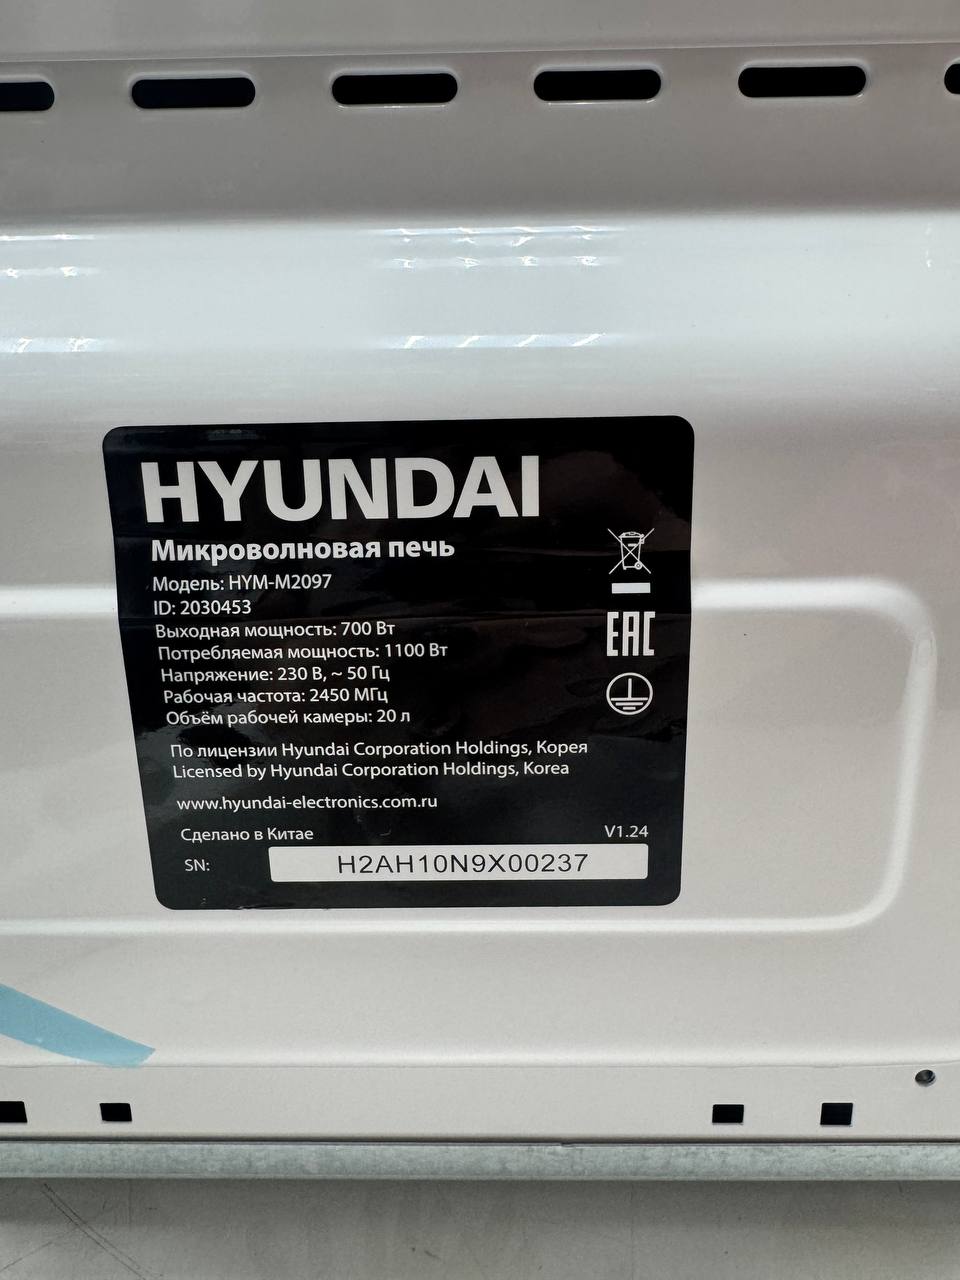 HYUNDAI
Микроволновая печь
Модель: HYM-M2097
ID: 2030453
Выходная мощность: 700 Вт
Потребляемая мощность: 1100 Вт
Напряжение: 230 В, ~ 50 Гц
Рабочая частота: 2450 МГц
Объём рабочей камеры: 20 л
EAC
По лицензии Hyundai Corporation Holdings, Корея
Licensed by Hyundai Corporation Holdings, Korea
www.hyundai-electronics.com.ru
Сделано в Китае V1.24
SN: H2AH10N9X00237